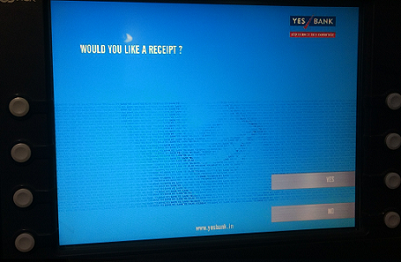 YES BANK
WOULD YOU LIKE A RECEIPT ?
YES
NO
www.yesbank.in